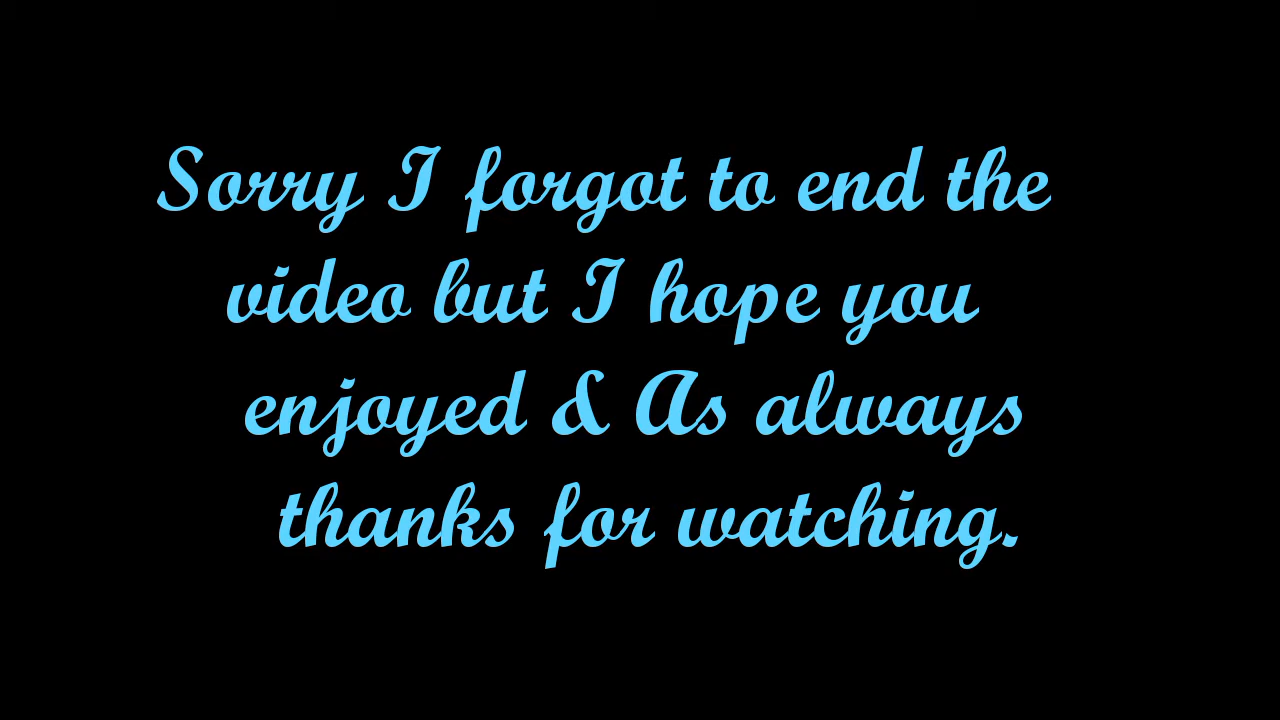 Sorry I forgot to end the
video but I hope you
enjoyed & As always
thanks for watching.